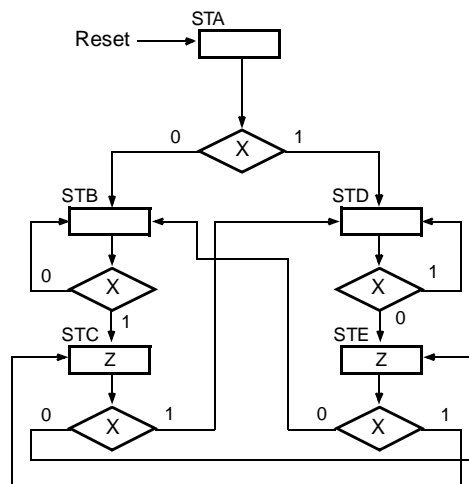 STA
Reset
0 X 1
STB STD
0 X X 1
1 0
STC STE
Z Z
0 X 1 0 X 1